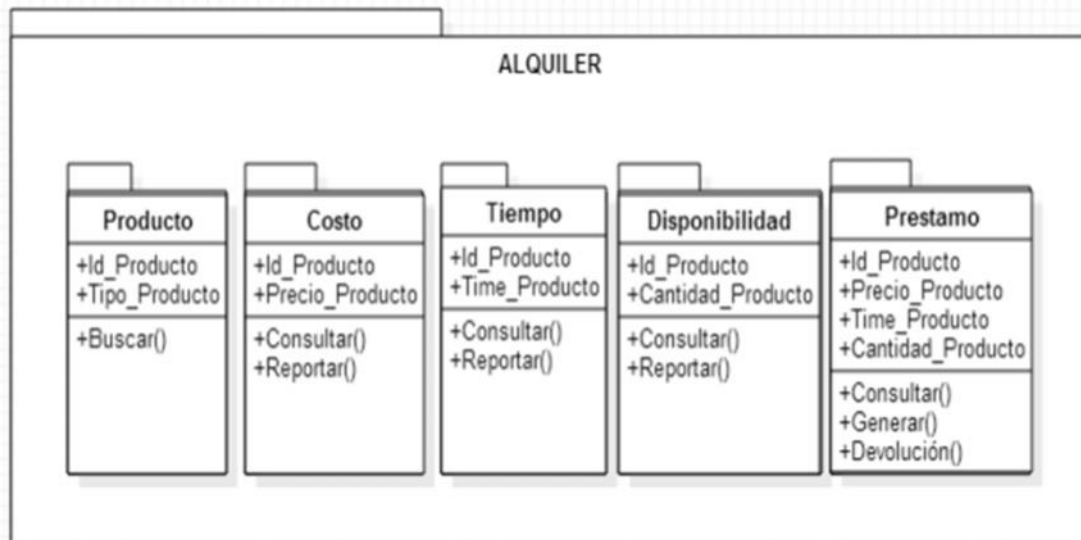 ALQUILER
Producto
+Id_Producto
+Tipo_Producto
+Buscar()
Costo
+Id_Producto
+Precio_Producto
+Consultar()
+Reportar()
Tiempo
+Id_Producto
+Time_Producto
+Consultar()
+Reportar()
Disponibilidad
+Id_Producto
+Cantidad_Producto
+Consultar()
+Reportar()
Prestamo
+Id_Producto
+Precio_Producto
+Time_Producto
+Cantidad_Producto
+Consultar()
+Generar()
+Devolución()